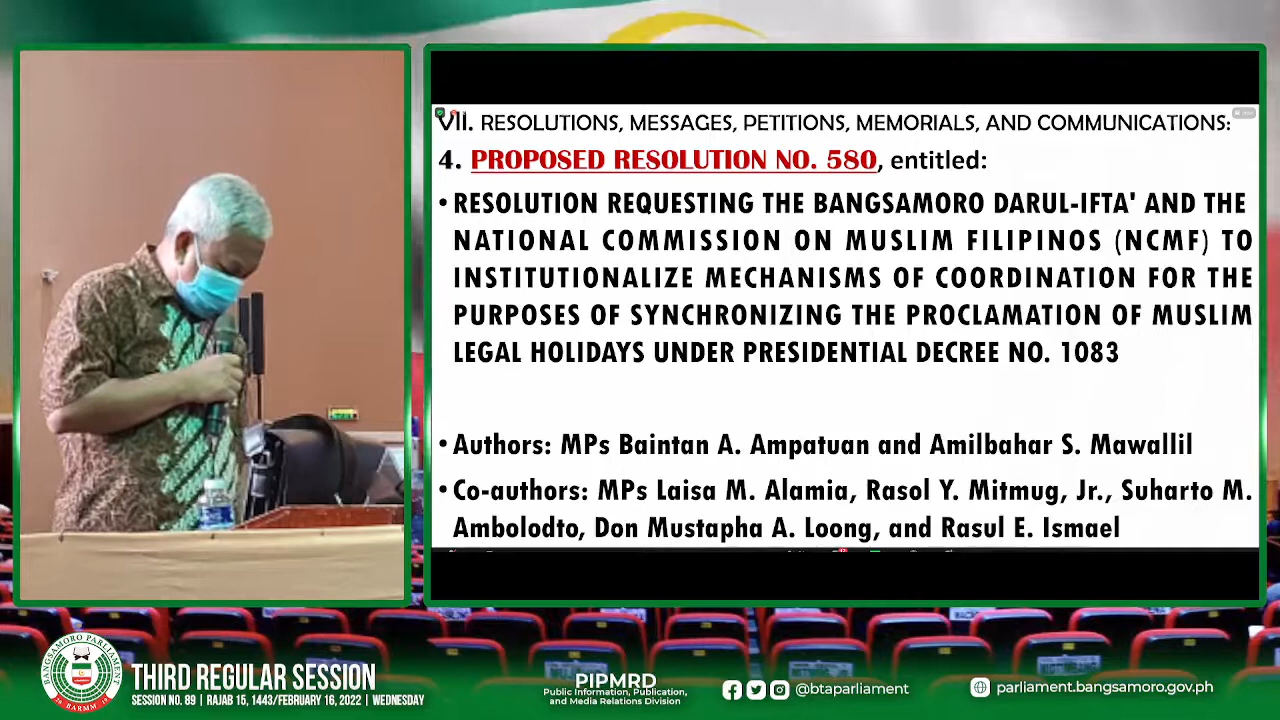 VII. RESOLUTIONS, MESSAGES, PETITIONS, MEMORIALS, AND COMMUNICATIONS:
4. PROPOSED RESOLUTION NO. 580, entitled:
• RESOLUTION REQUESTING THE BANGSAMORO DARUL-IFTA' AND THE
NATIONAL COMMISSION ON MUSLIM FILIPINOS (NCMF) TO
INSTITUTIONALIZE MECHANISMS OF COORDINATION FOR THE
PURPOSES OF SYNCHRONIZING THE PROCLAMATION OF MUSLIM
LEGAL HOLIDAYS UNDER PRESIDENTIAL DECREE NO. 1083
• Authors: MPs Baintan A. Ampatuan and Amilbahar S. Mawallil
• Co-authors: MPs Laisa M. Alamia, Rasol Y. Mitmug, Jr., Suharto M.
Ambolodto, Don Mustapha A. Loong, and Rasul E. Ismael
BANGSAMORO PARLIAMENT
BARMM
THIRD REGULAR SESSION
SESSION NO. 89 | RAJAB 15, 1443/FEBRUARY 16, 2022 | WEDNESDAY
PIPMRD
Public Information, Publication,
and Media Relations Division
@btaparliament
parliament.bangsamoro.gov.ph